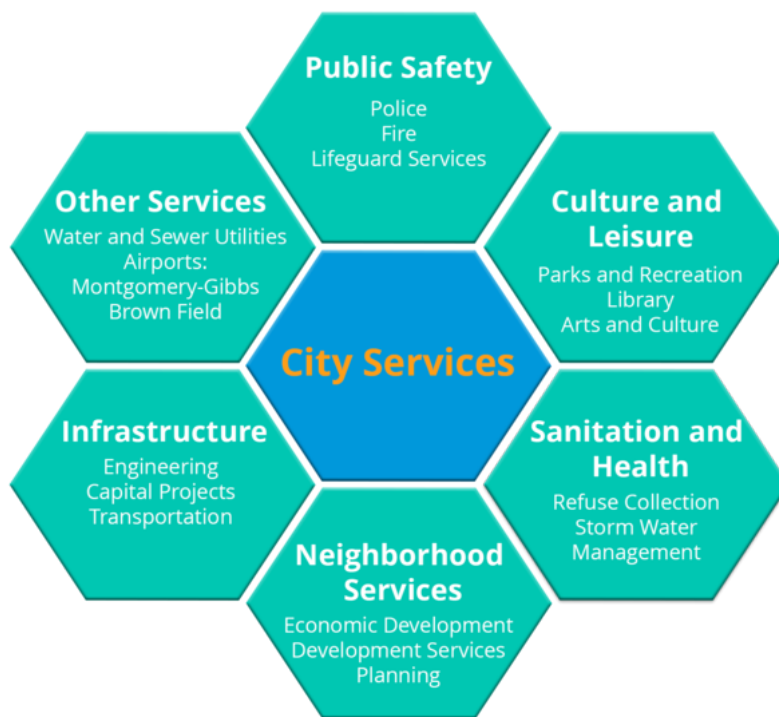 Public Safety
Police
Fire
Lifeguard Services
Other Services
Water and Sewer Utilities
Airports:
Montgomery-Gibbs
Brown Field
Culture and
Leisure
Parks and Recreation
Library
Arts and Culture
City Services
Infrastructure
Engineering
Capital Projects
Transportation
Sanitation and
Health
Refuse Collection
Storm Water
Management
Neighborhood
Services
Economic Development
Development Services
Planning